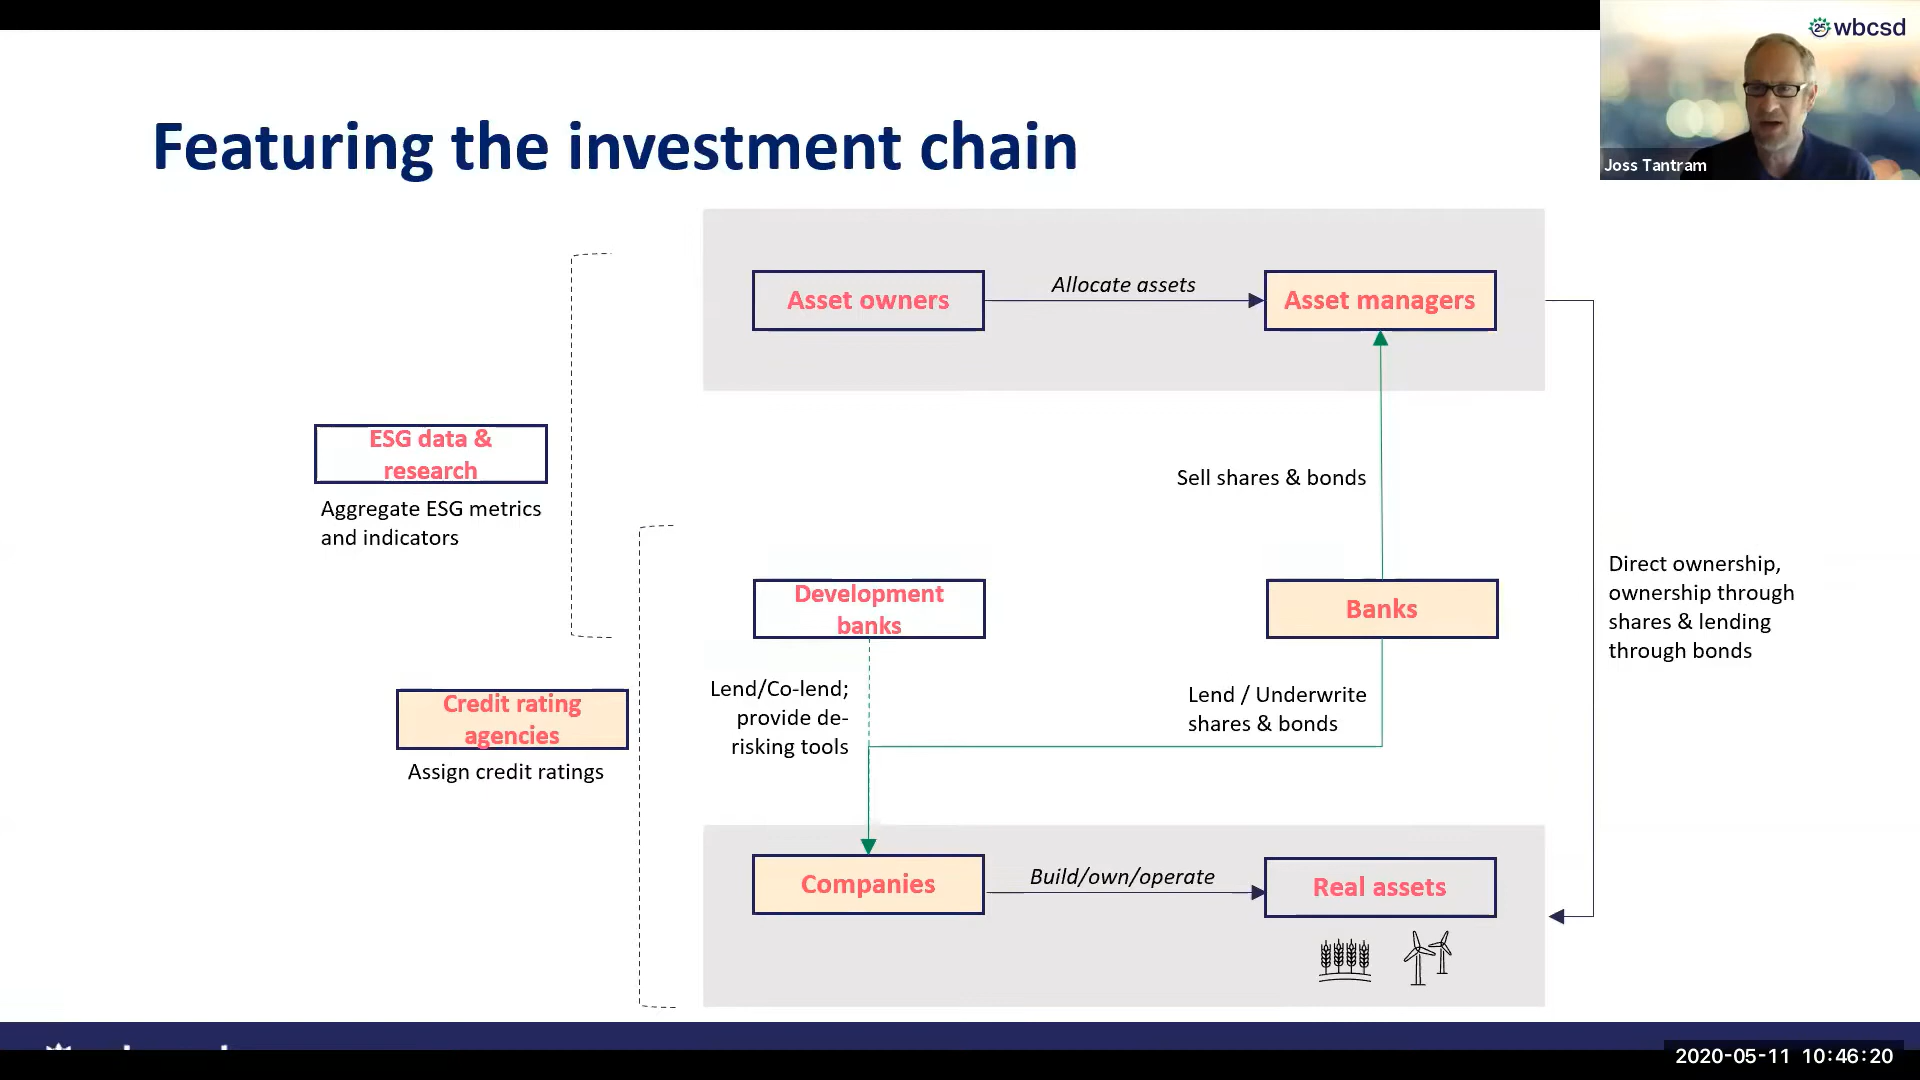 25 wbcsd
Joss Tantram
Featuring the investment chain
Asset owners
Allocate assets
Asset managers
ESG data &
research
Aggregate ESG metrics
and indicators
Sell shares & bonds
Development
banks
Banks
Direct ownership,
ownership through
shares & lending
through bonds
Credit rating
agencies
Assign credit ratings
Lend/Co-lend;
provide de-
risking tools
Lend / Underwrite
shares & bonds
Companies
Build/own/operate
Real assets
2020-05-11 10:46:20